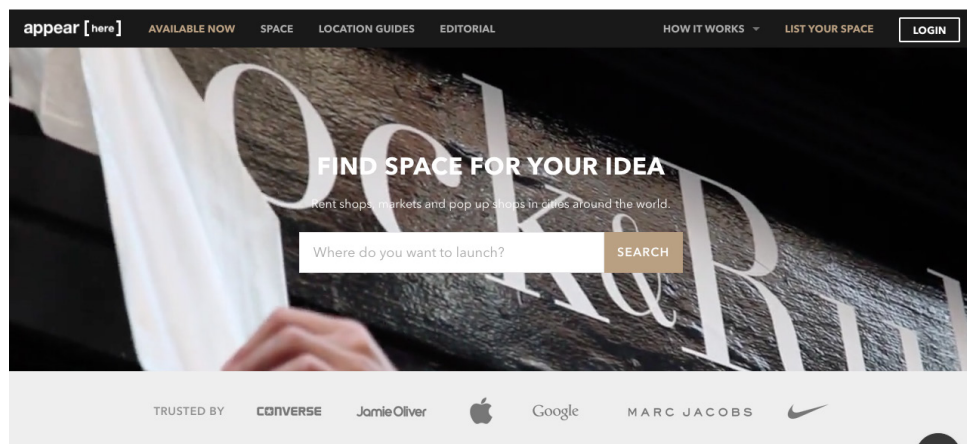 appear [here] AVAILABLE NOW SPACE LOCATION GUIDES EDITORIAL HOW IT WORKS LIST YOUR SPACE LOGIN
ock & Rul
FIND SPACE FOR YOUR IDEA
Rent shops, markets and pop up shops in cities around the world.
Where do you want to launch? SEARCH
TRUSTED BY CONVERSE Jamie Oliver Google MARC JACOBS